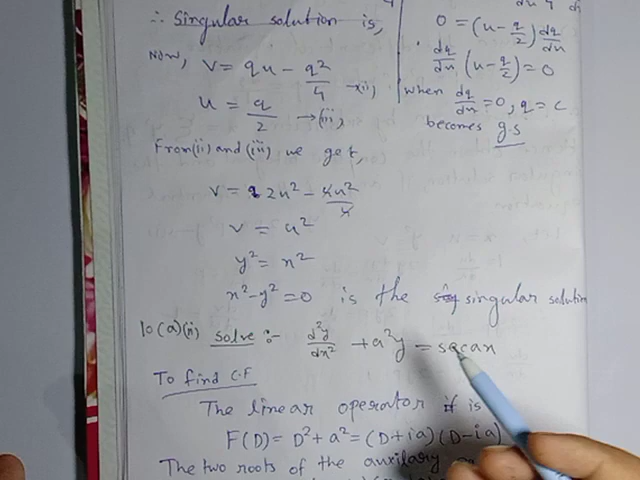 ∴ Singular solution is,
Now, v = qu − q²/4 →(ii)
u = q/2 →(iii)
From (ii) and (iii) we get,
v = 2u² − 4u²/4
v = u²
y² = x²
x² − y² = 0 is the singular solution
0 = (u − q/2) dq/du
dq/du (u − q/2) = 0
when dq/du = 0, q = c
becomes g.s
10(a)(ii) Solve :- d²y/dx² + a²y = secax
To find C.F
The linear operator if is
F(D) = D² + a² = (D+ia)(D−ia)
The two roots of the auxilary